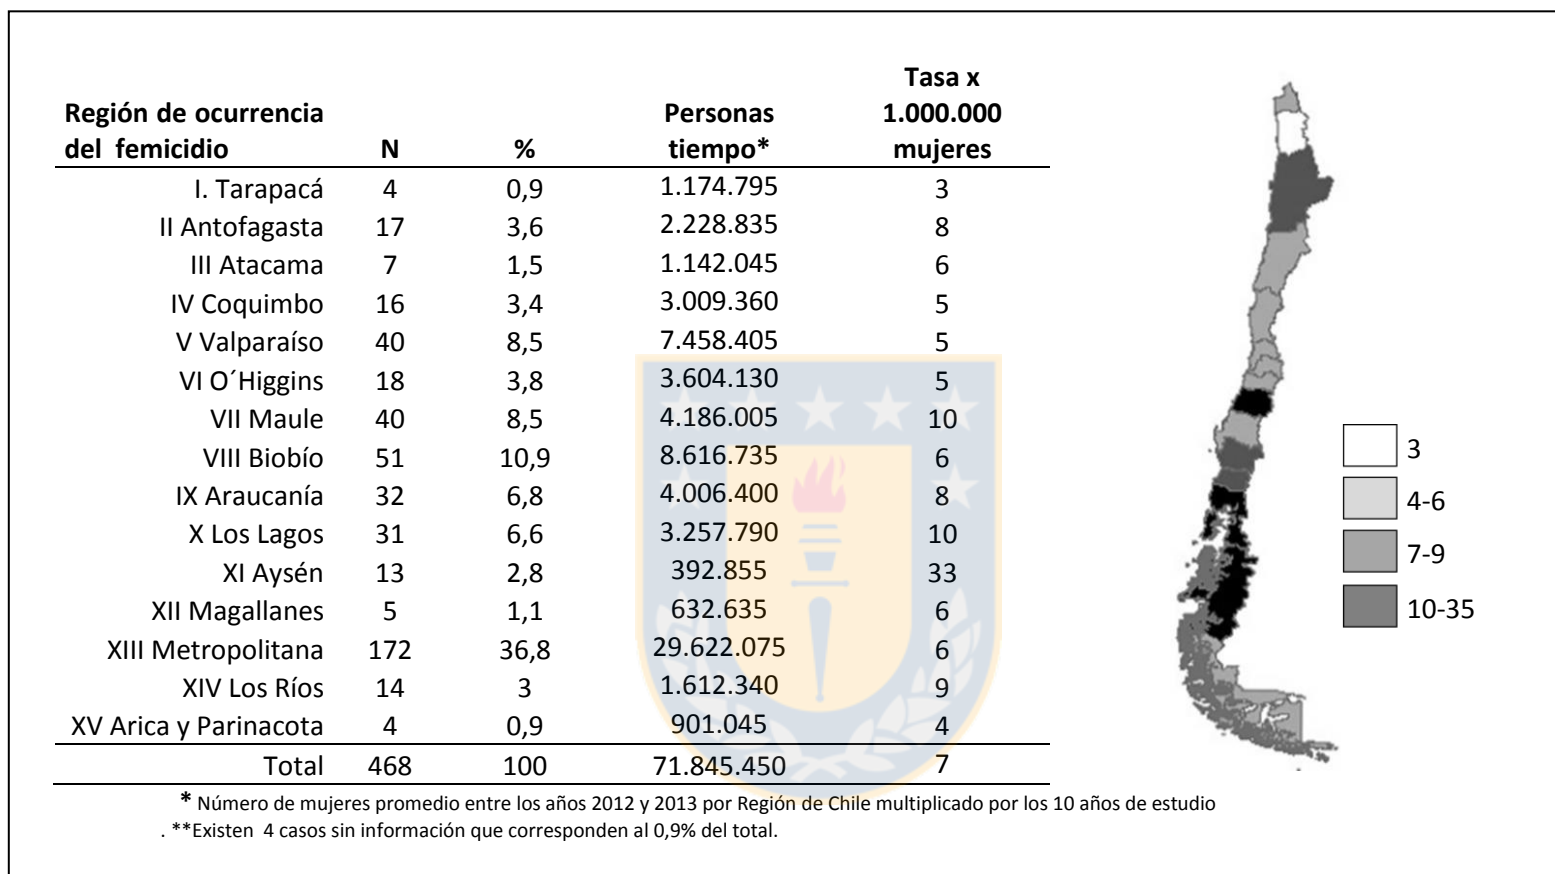 Región de ocurrencia del femicidio N % Personas tiempo* Tasa x 1.000.000 mujeres
I. Tarapacá 4 0,9 1.174.795 3
II Antofagasta 17 3,6 2.228.835 8
III Atacama 7 1,5 1.142.045 6
IV Coquimbo 16 3,4 3.009.360 5
V Valparaíso 40 8,5 7.458.405 5
VI O´Higgins 18 3,8 3.604.130 5
VII Maule 40 8,5 4.186.005 10
VIII Biobío 51 10,9 8.616.735 6
IX Araucanía 32 6,8 4.006.400 8
X Los Lagos 31 6,6 3.257.790 10
XI Aysén 13 2,8 392.855 33
XII Magallanes 5 1,1 632.635 6
XIII Metropolitana 172 36,8 29.622.075 6
XIV Los Ríos 14 3 1.612.340 9
XV Arica y Parinacota 4 0,9 901.045 4
Total 468 100 71.845.450 7
* Número de mujeres promedio entre los años 2012 y 2013 por Región de Chile multiplicado por los 10 años de estudio
. **Existen 4 casos sin información que corresponden al 0,9% del total.
3
4-6
7-9
10-35